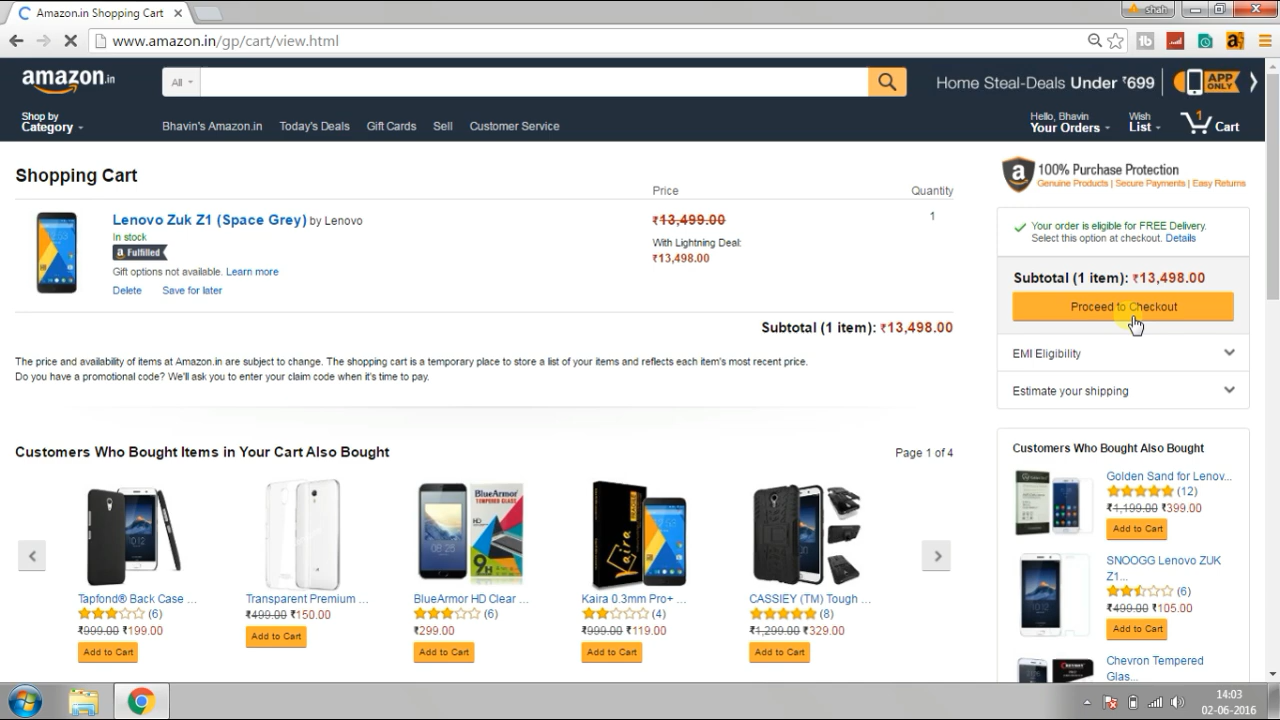 Amazon.in Shopping Cart
shah
www.amazon.in/gp/cart/view.html
amazon.in
All
Home Steal-Deals Under ₹699
APP ONLY
Shop by
Category
Bhavin's Amazon.in
Today's Deals
Gift Cards
Sell
Customer Service
Hello, Bhavin
Your Orders
Wish
List
1
Cart
Shopping Cart
Price
Quantity
Lenovo Zuk Z1 (Space Grey) by Lenovo
In stock
a Fulfilled
Gift options not available. Learn more
Delete
Save for later
₹13,499.00
With Lightning Deal:
₹13,498.00
1
Subtotal (1 item): ₹13,498.00
The price and availability of items at Amazon.in are subject to change. The shopping cart is a temporary place to store a list of your items and reflects each item's most recent price.
Do you have a promotional code? We'll ask you to enter your claim code when it's time to pay.
100% Purchase Protection
Genuine Products | Secure Payments | Easy Returns
Your order is eligible for FREE Delivery.
Select this option at checkout. Details
Subtotal (1 item): ₹13,498.00
Proceed to Checkout
EMI Eligibility
Estimate your shipping
Customers Who Bought Items in Your Cart Also Bought
Page 1 of 4
BlueArmor
TEMPERED GLASS
HD
9H
Kaira
Tapfond® Back Case ...
(6)
₹999.00 ₹199.00
Add to Cart
Transparent Premium ...
₹499.00 ₹150.00
Add to Cart
BlueArmor HD Clear ...
(6)
₹299.00
Add to Cart
Kaira 0.3mm Pro+ ...
(4)
₹999.00 ₹119.00
Add to Cart
CASSIEY (TM) Tough ...
(8)
₹1,299.00 ₹329.00
Add to Cart
Customers Who Bought Also Bought
Golden Sand for Lenov...
(12)
₹1,199.00 ₹399.00
Add to Cart
SNOOGG Lenovo ZUK
Z1...
(6)
₹499.00 ₹105.00
Add to Cart
Chevron Tempered
Glas...
14:03
02-06-2016